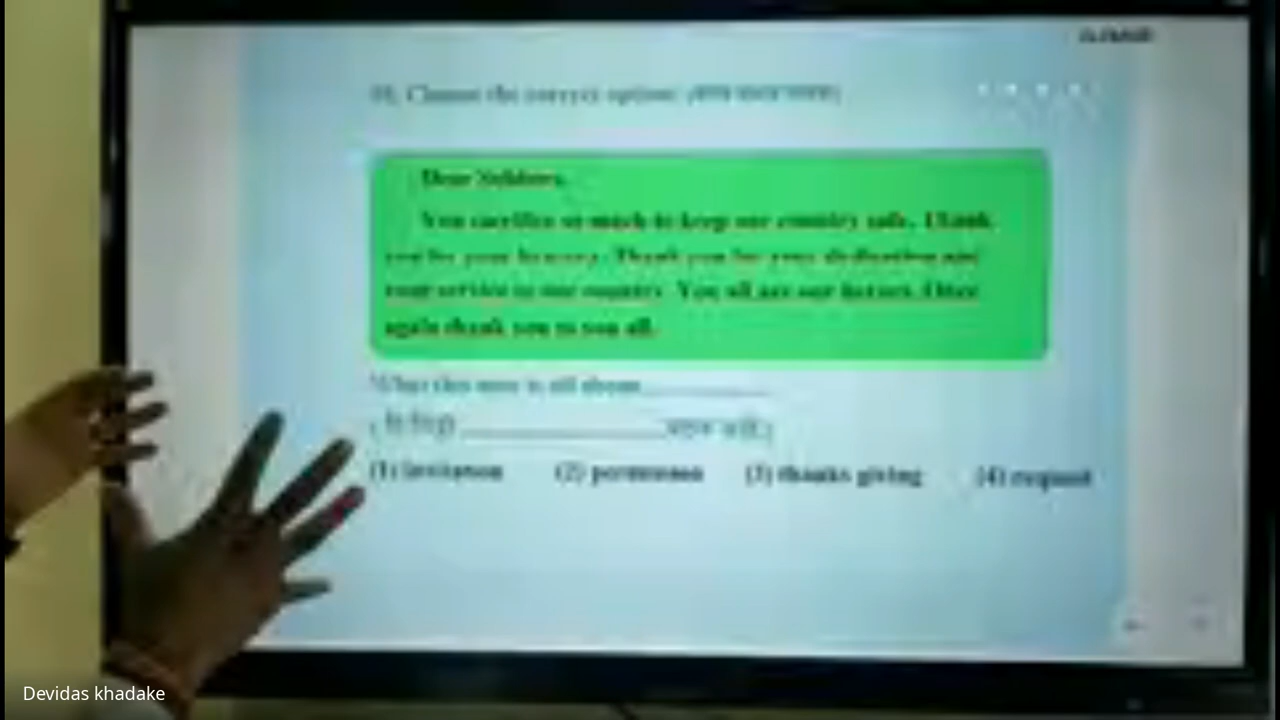 Choose the correct option
Dear Soldiers,
You sacrifice so much to keep our country safe. Thank
you for your bravery. Thank you for your dedication and
your service to our country. You all are our heroes. Once
again thank you to you all.
What this note is all about
(1) invitation (2) permission (3) thanks giving (4) request
Devidas khadake